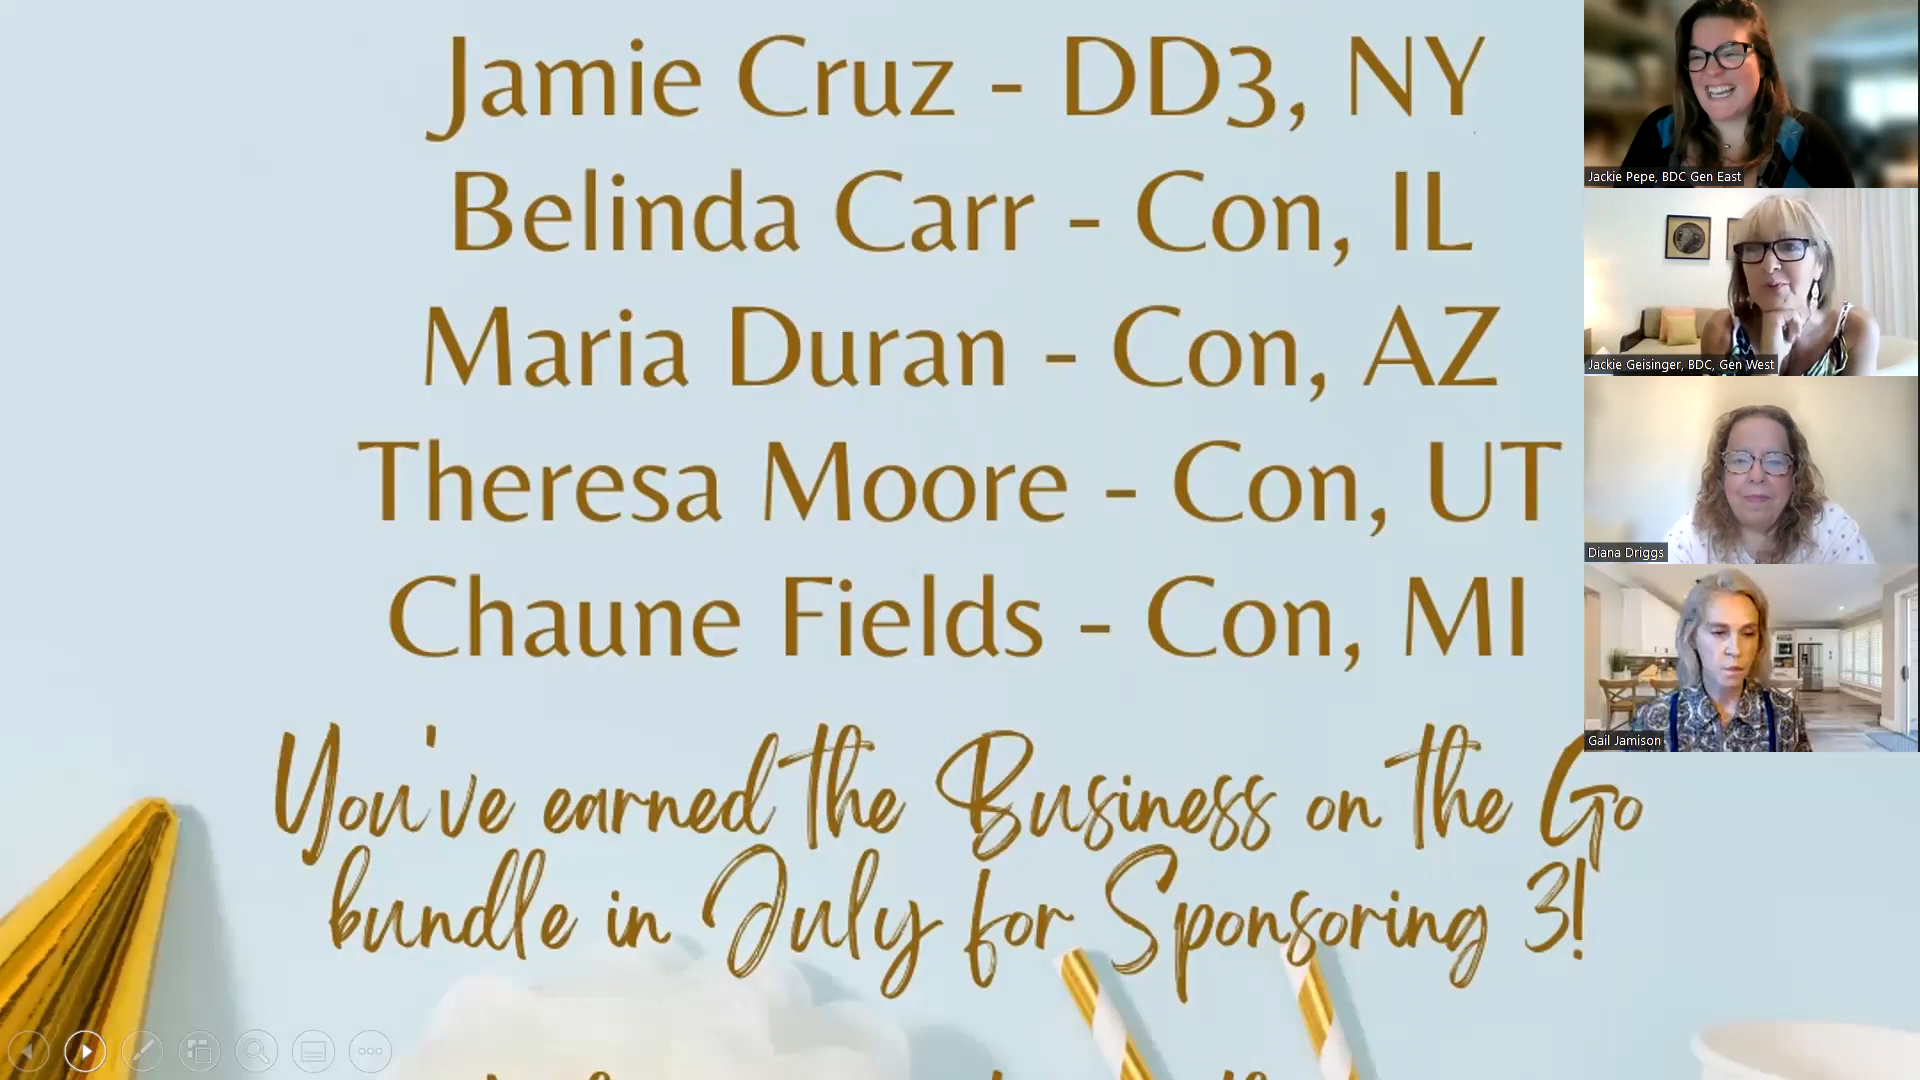 Jamie Cruz - DD3, NY
Belinda Carr - Con, IL
Maria Duran - Con, AZ
Theresa Moore - Con, UT
Chaune Fields - Con, MI
You've earned the Business on the Go
bundle in July for Sponsoring 3!
Jackie Pepe, BDC Gen East
Jackie Geisinger, BDC, Gen West
Diana Driggs
Gail Jamison